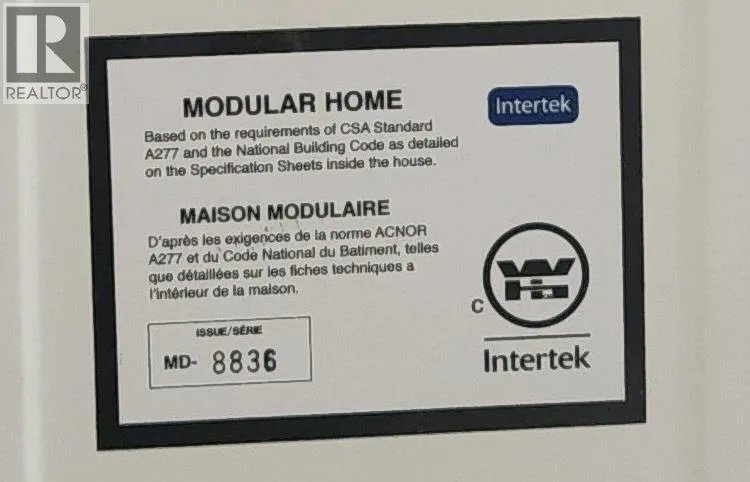 R
REALTOR®
MODULAR HOME
Intertek
Based on the requirements of CSA Standard
A277 and the National Building Code as detailed
on the Specification Sheets inside the house.
MAISON MODULAIRE
D'après les exigences de la norme ACNOR
A277 et du Code National du Batiment, telles
que détaillées sur les fiches techniques a
l'intérieur de la maison.
ISSUE/SÉRIE
MD- 8836
C
WH
Intertek